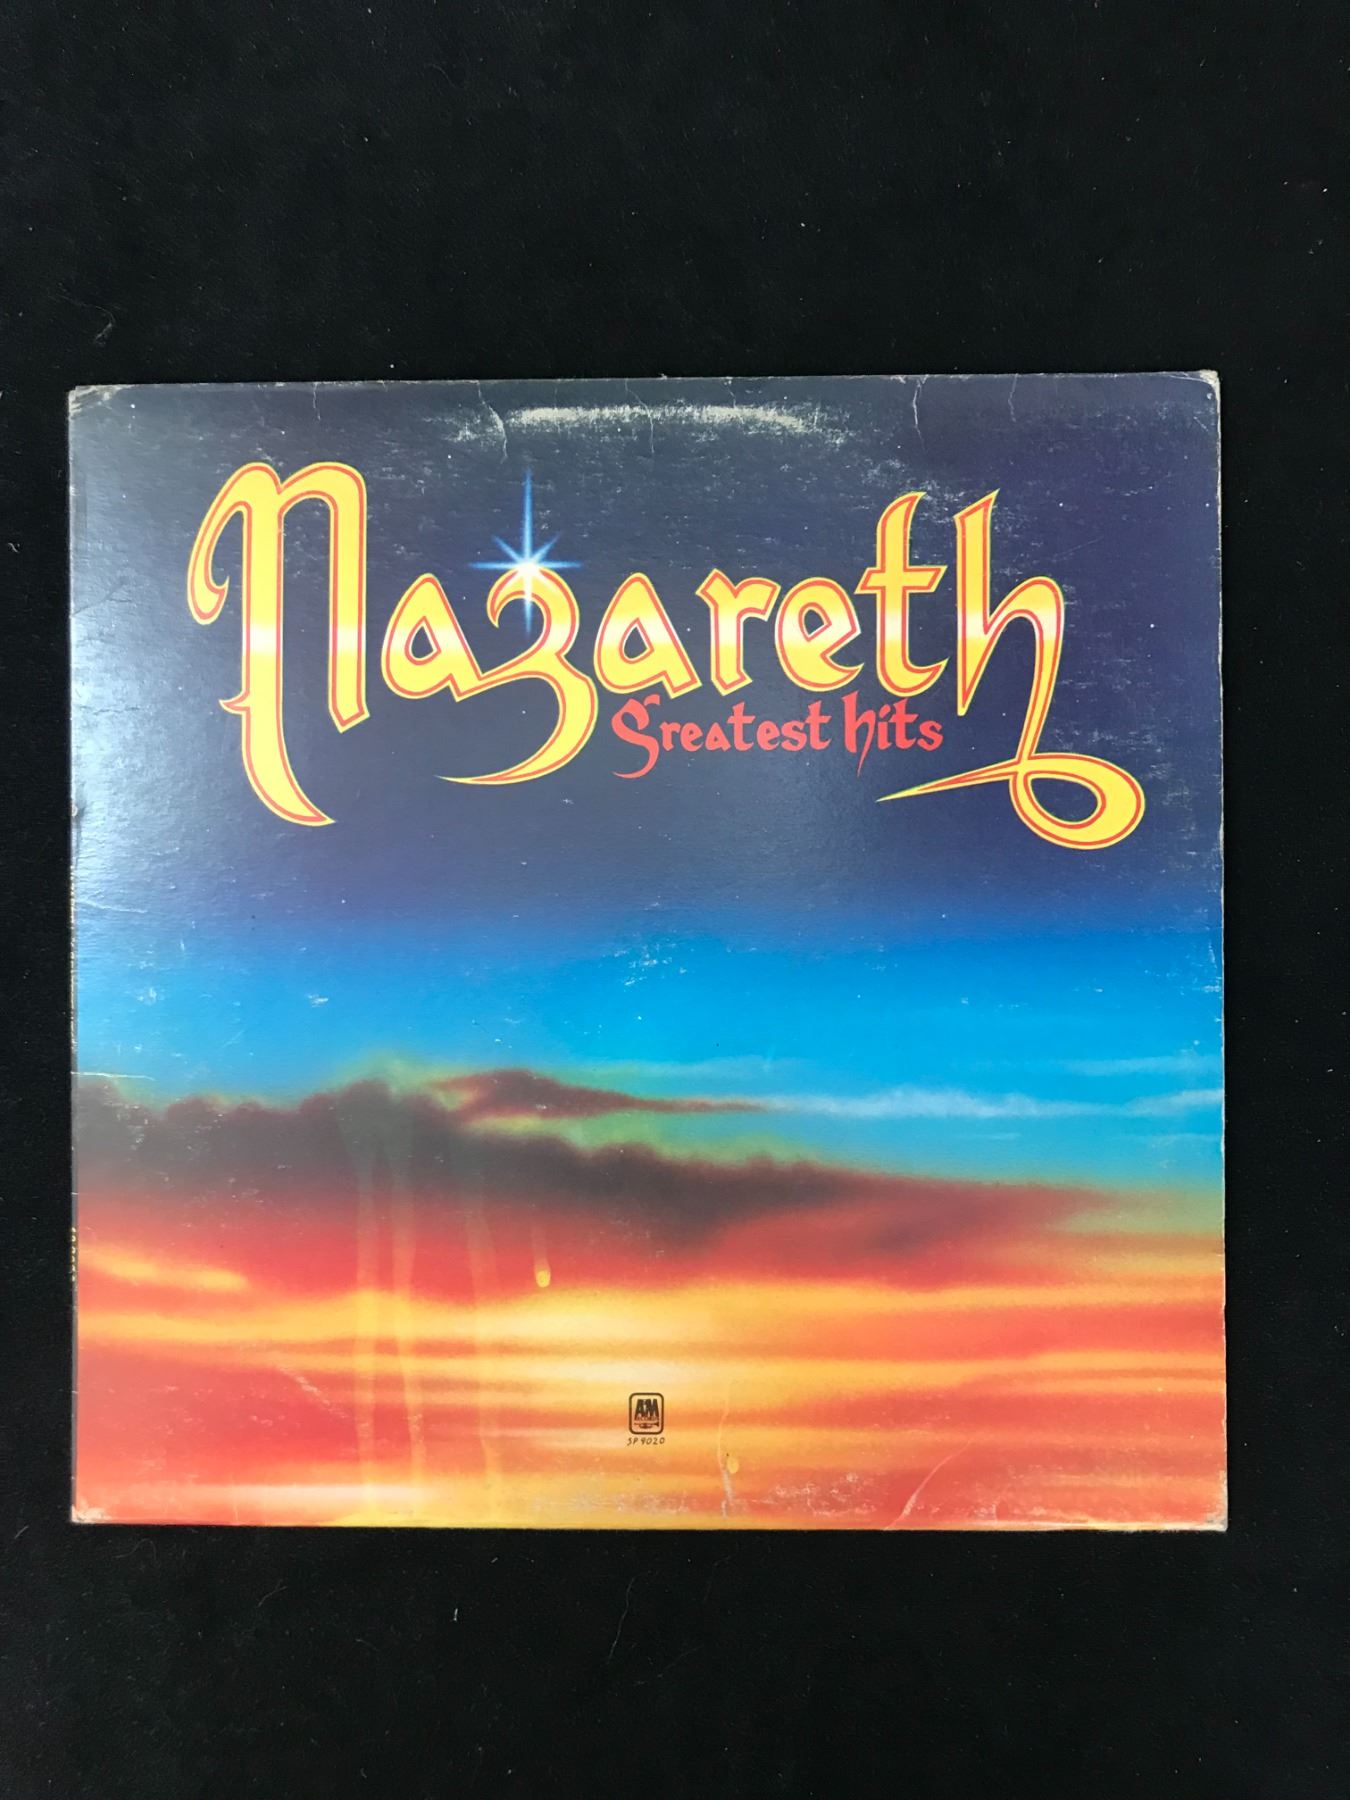 Nazareth
Greatest hits
A&M
SP 9020